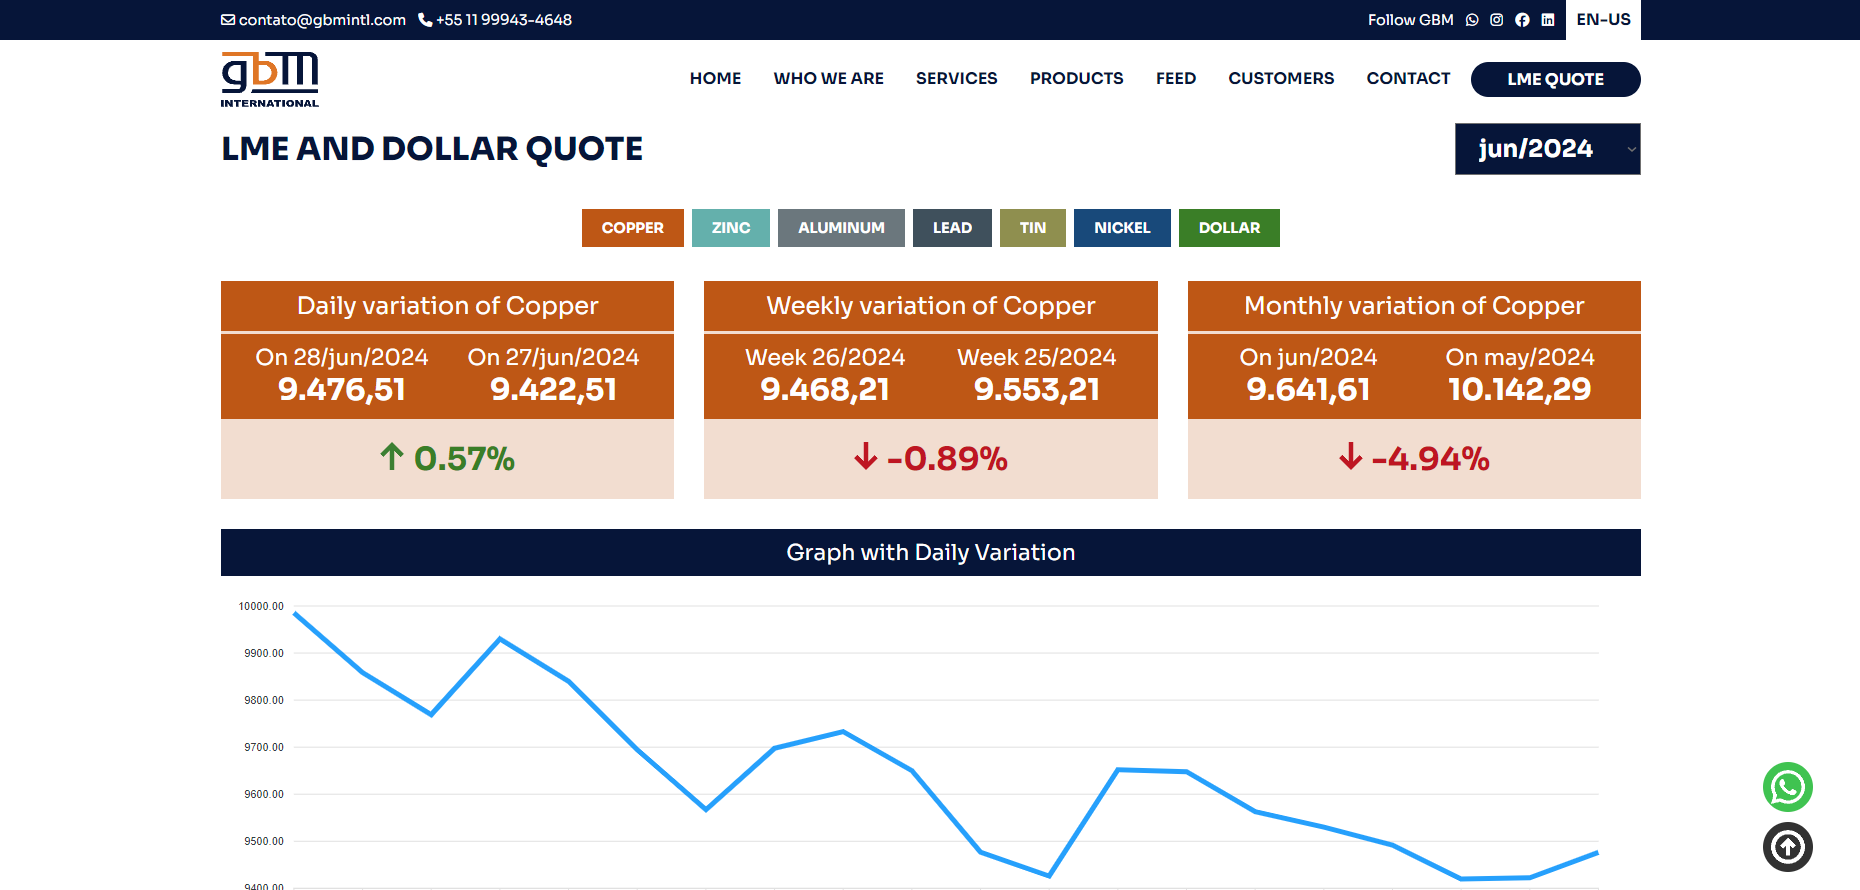 contato@gbmintl.com +55 11 99943-4648 Follow GBM EN-US
gbm
INTERNATIONAL
HOME WHO WE ARE SERVICES PRODUCTS FEED CUSTOMERS CONTACT LME QUOTE
LME AND DOLLAR QUOTE jun/2024
COPPER ZINC ALUMINUM LEAD TIN NICKEL DOLLAR
Daily variation of Copper
On 28/jun/2024 On 27/jun/2024
9.476,51 9.422,51
0.57%
Weekly variation of Copper
Week 26/2024 Week 25/2024
9.468,21 9.553,21
-0.89%
Monthly variation of Copper
On jun/2024 On may/2024
9.641,61 10.142,29
-4.94%
Graph with Daily Variation
10000.00
9900.00
9800.00
9700.00
9600.00
9500.00
9400.00